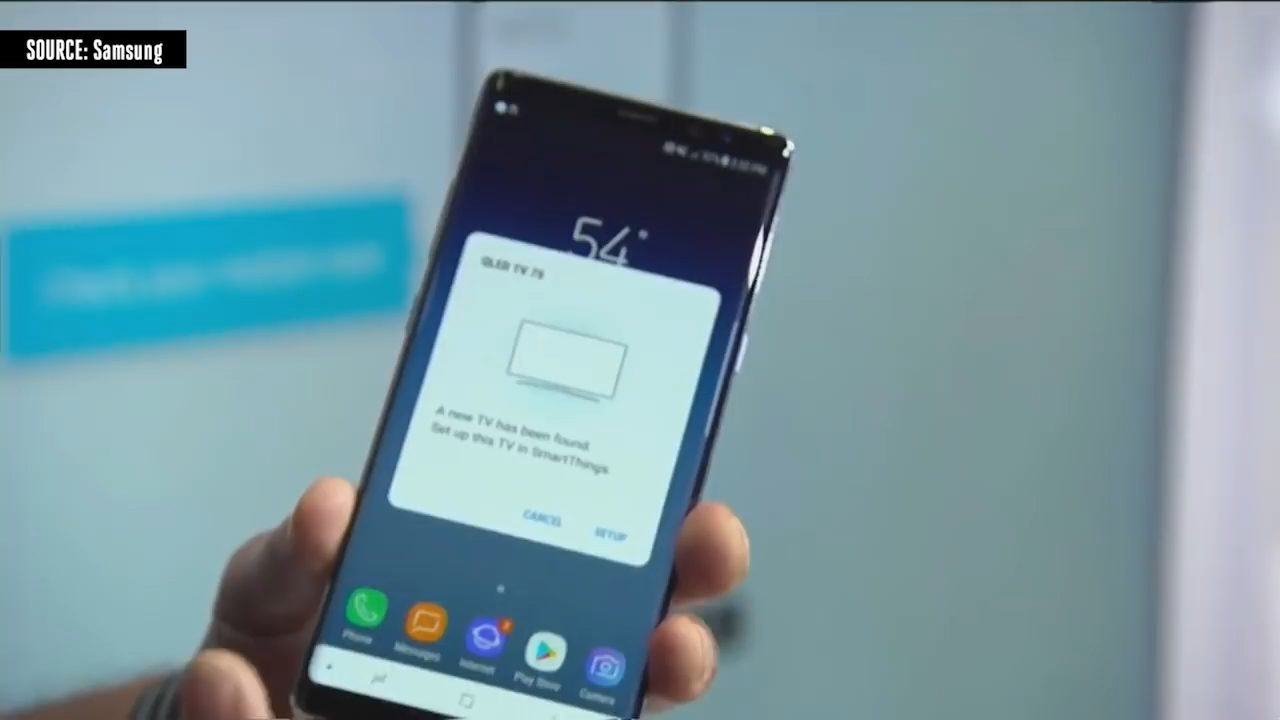 SOURCE: Samsung
54°
QLED TV 75
A new TV has been found.
Set up this TV in SmartThings.
CANCEL
SETUP
Phone
Messages
Internet
Play Store
Camera